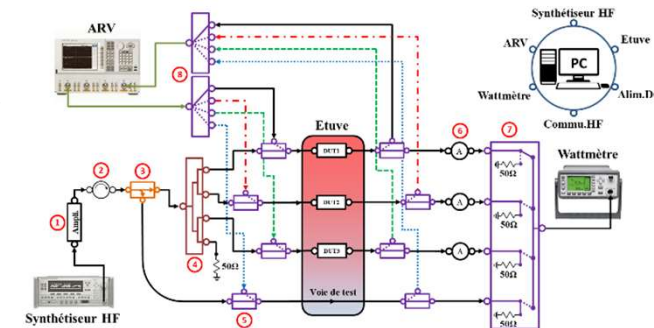 Synthétiseur HF
ARV
ARV
Etuve
PC
8
Wattmètre
Alim.D
Commu.HF
Etuve
6
7
DUT1
A
50Ω
Wattmètre
2
3
DUT2
A
50Ω
1
Ampli.
DUT3
A
50Ω
4
50Ω
Voie de test
50Ω
Synthétiseur HF
5